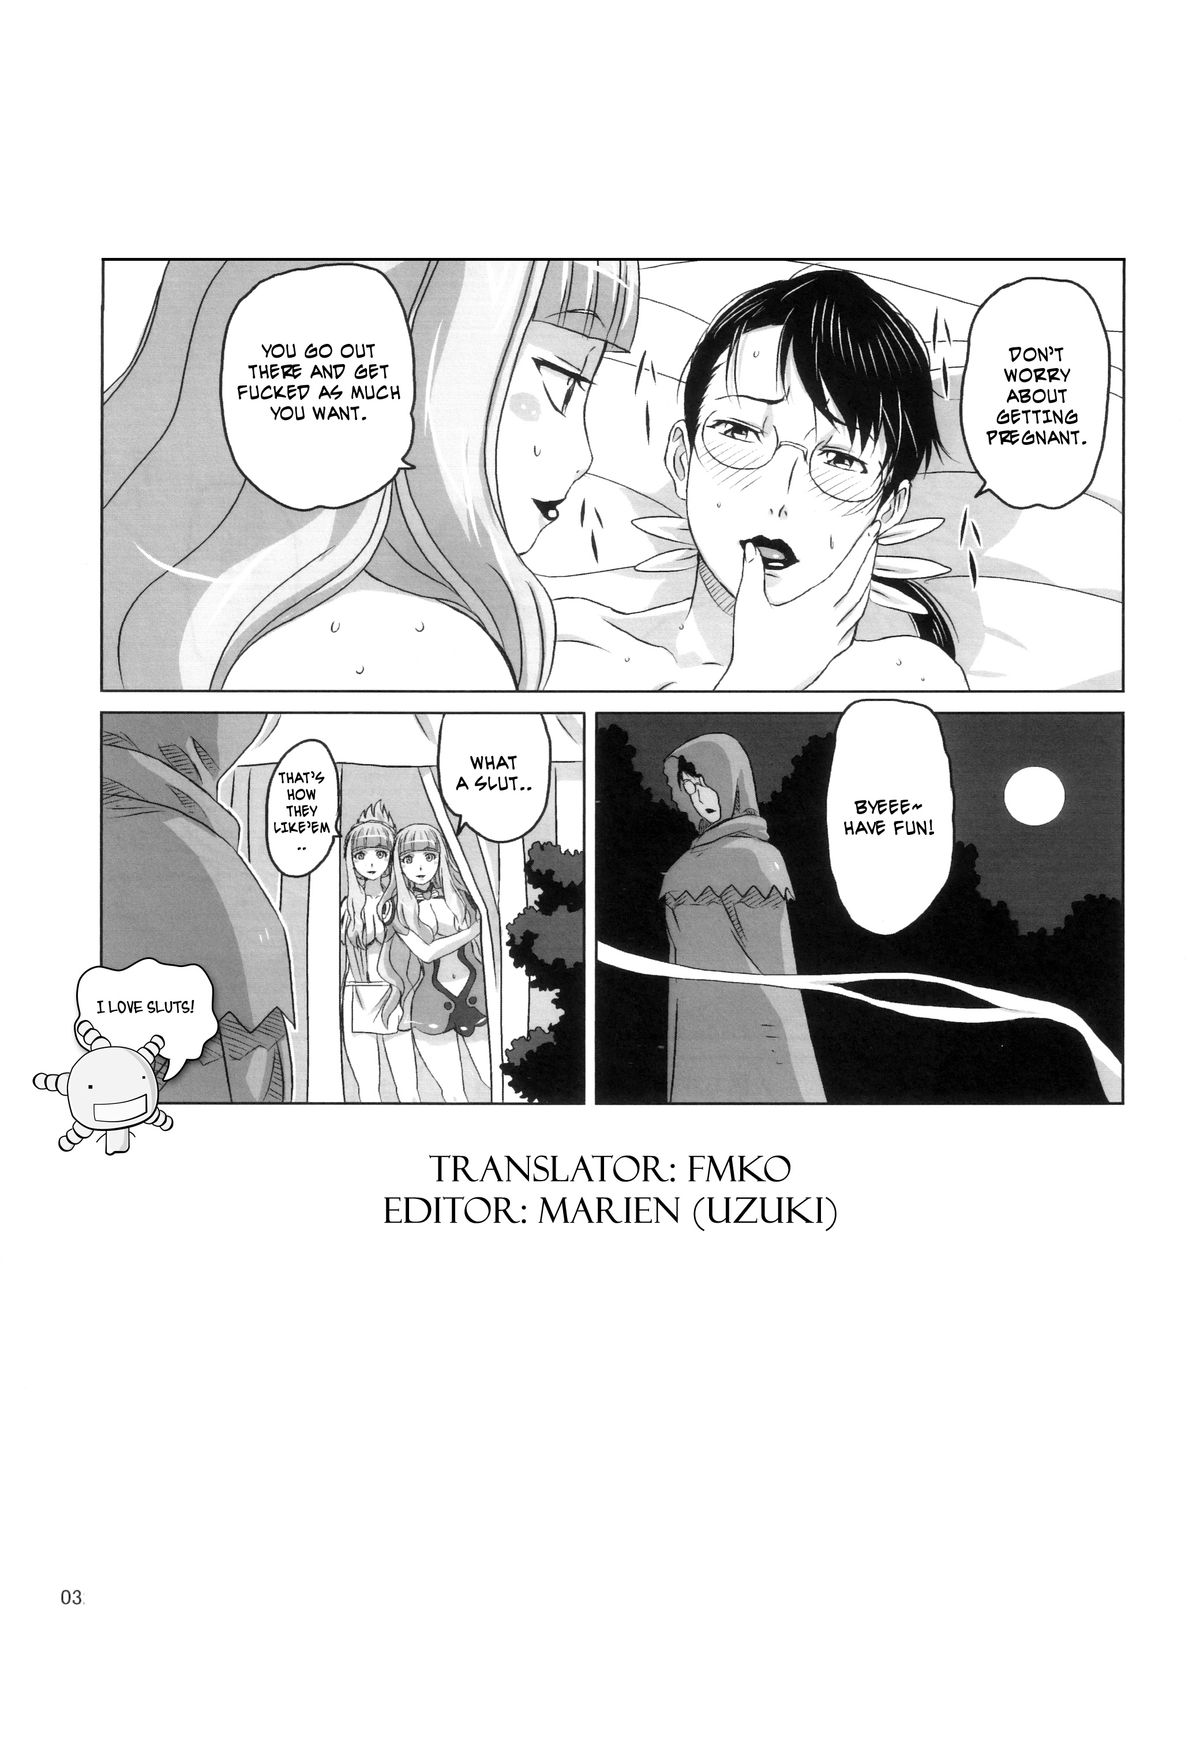 DON'T
WORRY
ABOUT
GETTING
PREGNANT.
YOU GO OUT
THERE AND GET
FUCKED AS MUCH
YOU WANT.
BYEEE~
HAVE FUN!
WHAT
A SLUT..
THAT'S
HOW
THEY
LIKE'EM
..
I LOVE SLUTS!
TRANSLATOR: FMKO
EDITOR: MARIEN (UZUKI)
03